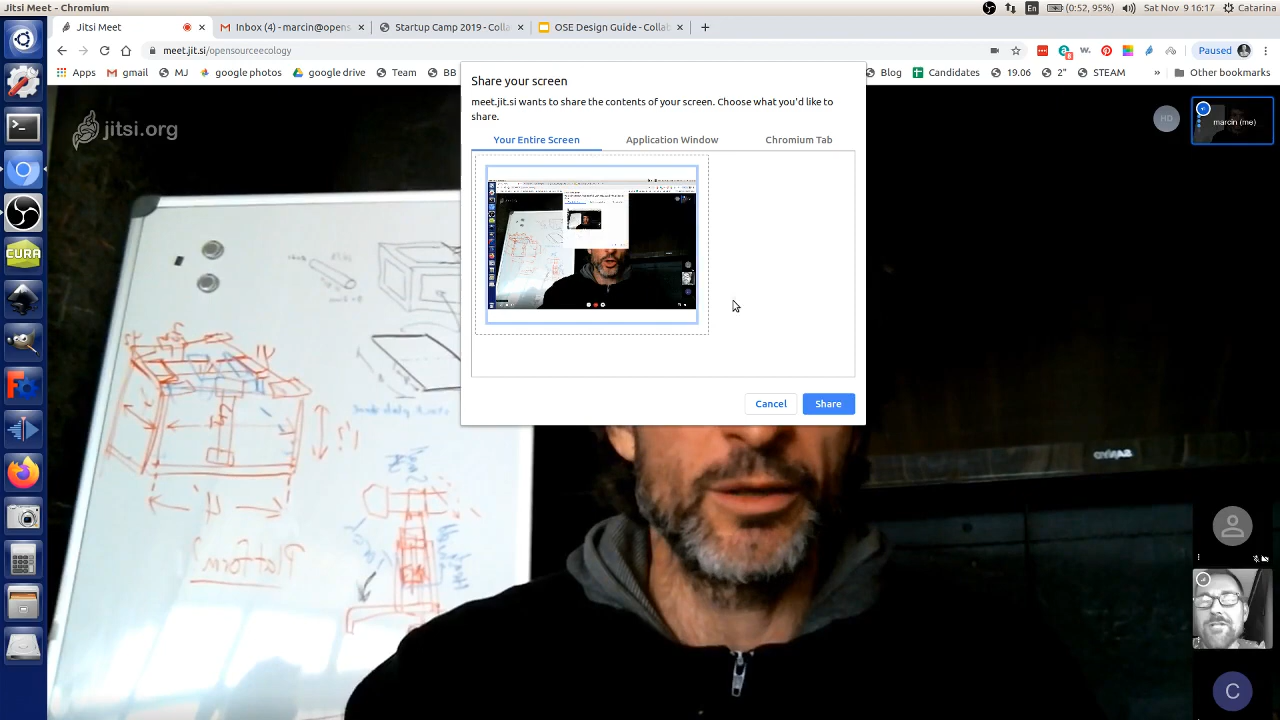 Jitsi Meet - Chromium
En
(0:52, 95%)
Sat Nov 9 16:17
Catarina
Jitsi Meet
Inbox (4) - marcin@opens
Startup Camp 2019 Colla
OSE Design Guide - Collab
meet.jit.si/opensourceecology
Paused
Apps
gmail
MJ
google photos
google drive
Team
BB
Blog
Candidates
19.06
2"
STEAM
»
Other bookmarks
Share your screen
meet.jit.si wants to share the contents of your screen. Choose what you'd like to
share.
Your Entire Screen
Application Window
Chromium Tab
Cancel
Share
jitsi.org
HD
marcin (me)
CURA
Platform
SANYO
C